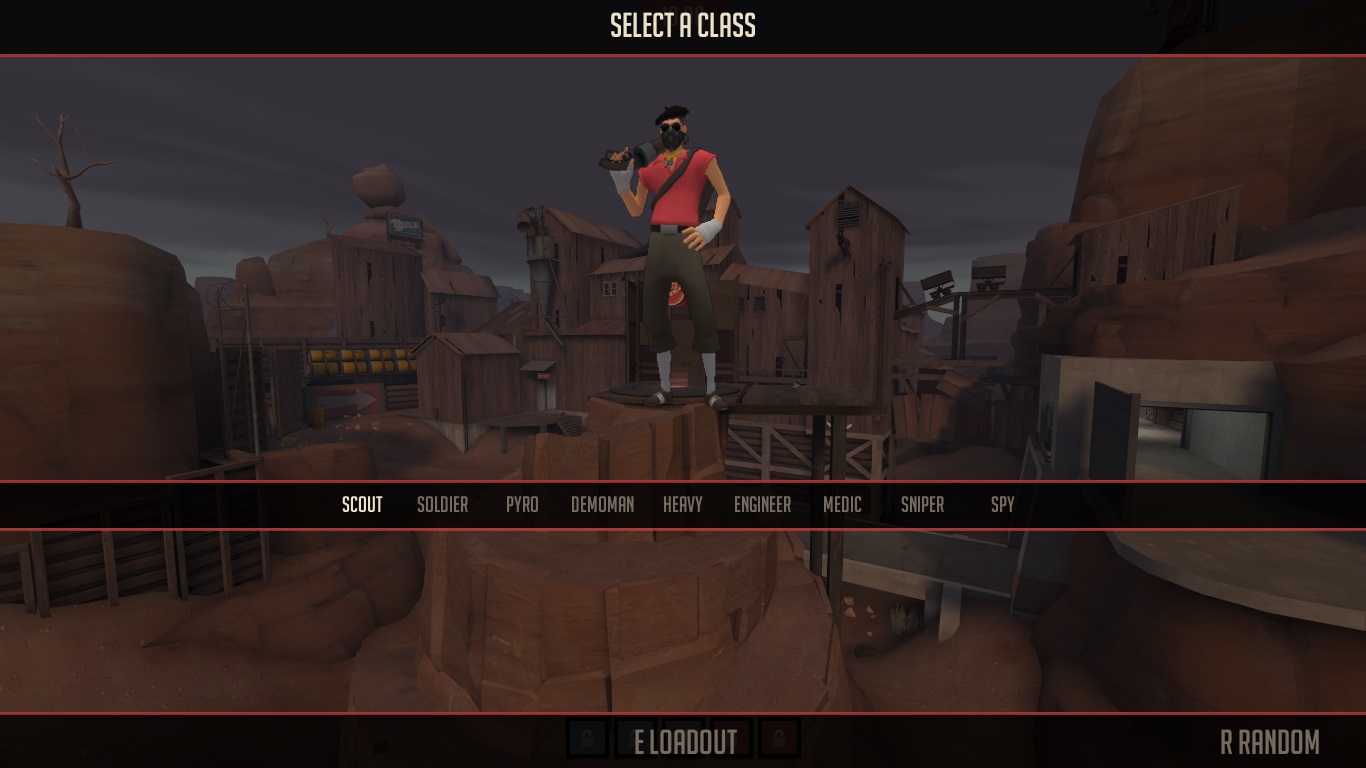 SELECT A CLASS
SCOUT SOLDIER PYRO DEMOMAN HEAVY ENGINEER MEDIC SNIPER SPY
E LOADOUT
R RANDOM